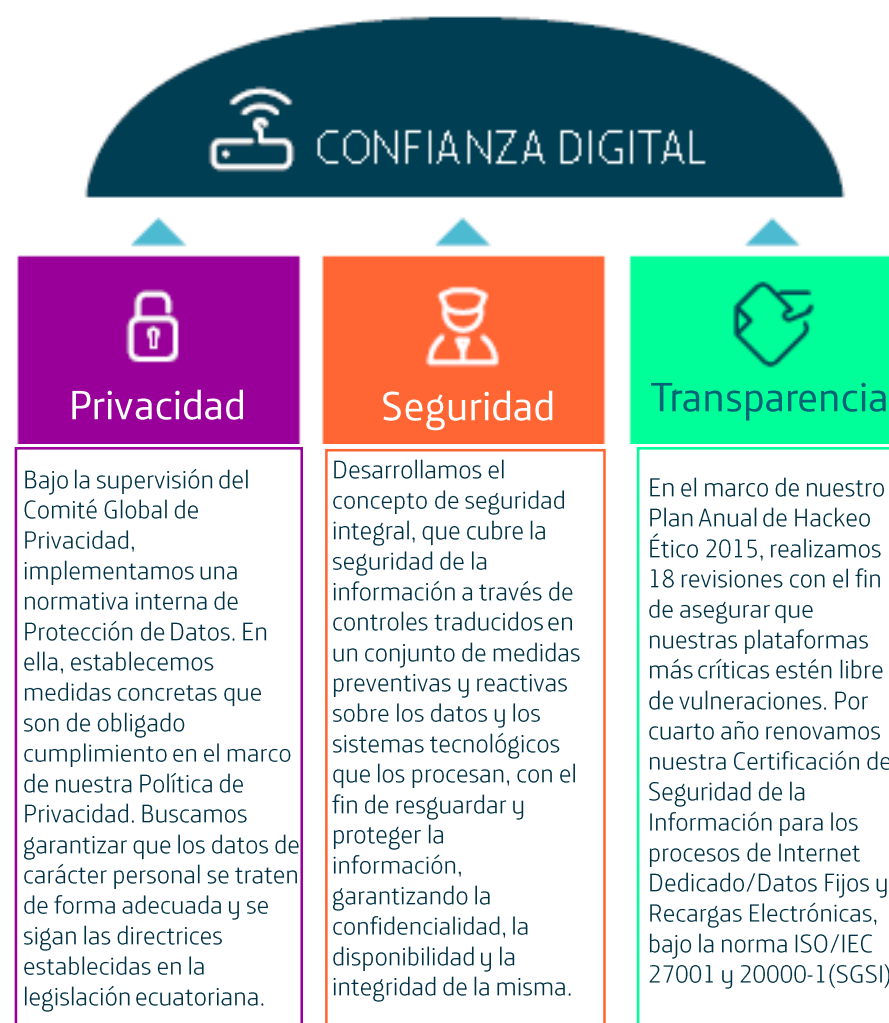 CONFIANZA DIGITAL
Privacidad
Bajo la supervisión del
Comité Global de
Privacidad,
implementamos una
normativa interna de
Protección de Datos. En
ella, establecemos
medidas concretas que
son de obligado
cumplimiento en el marco
de nuestra Política de
Privacidad. Buscamos
garantizar que los datos de
carácter personal se traten
de forma adecuada y se
sigan las directrices
establecidas en la
legislación ecuatoriana.
Seguridad
Desarrollamos el
concepto de seguridad
integral, que cubre la
seguridad de la
información a través de
controles traducidos en
un conjunto de medidas
preventivas y reactivas
sobre los datos y los
sistemas tecnológicos
que los procesan, con el
fin de resguardar y
proteger la
información,
garantizando la
confidencialidad, la
disponibilidad y la
integridad de la misma.
Transparencia
En el marco de nuestro
Plan Anual de Hackeo
Ético 2015, realizamos
18 revisiones con el fin
de asegurar que
nuestras plataformas
más críticas estén libre
de vulneraciones. Por
cuarto año renovamos
nuestra Certificación de
Seguridad de la
Información para los
procesos de Internet
Dedicado/Datos Fijos y
Recargas Electrónicas,
bajo la norma ISO/IEC
27001 y 20000-1(SGSI)